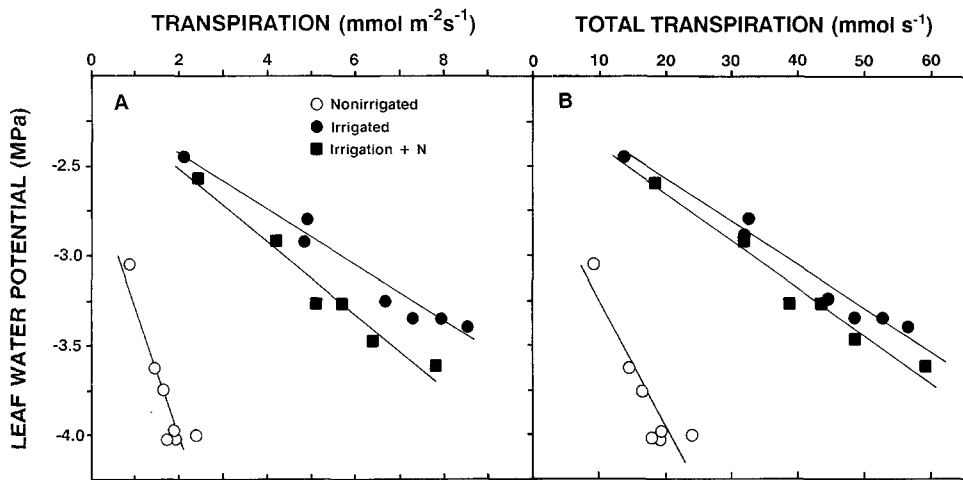 TRANSPIRATION (mmol m⁻²s⁻¹)
TOTAL TRANSPIRATION (mmol s⁻¹)
0 2 4 6 8
0 10 20 30 40 50 60
A
B
Nonirrigated
Irrigated
Irrigation + N
LEAF WATER POTENTIAL (MPa)
-2.5
-3.0
-3.5
-4.0